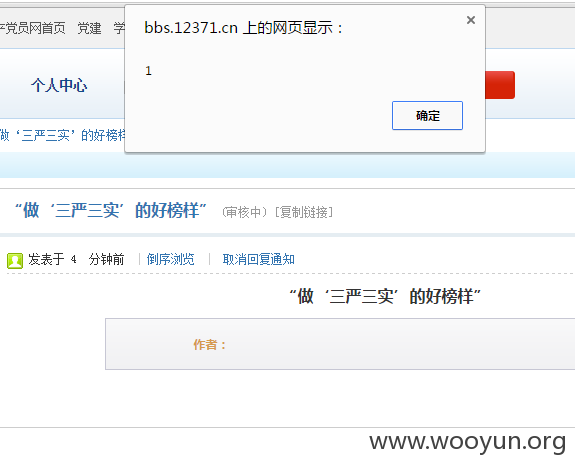 产党员网首页 党建 学
bbs.12371.cn 上的网页显示：
1
确定
个人中心
做‘三严三实’的好榜样
“做‘三严三实’的好榜样” (审核中) [复制链接]
发表于 4 分钟前 | 倒序浏览 | 取消回复通知
“做‘三严三实’的好榜样”
作者：
www.wooyun.org